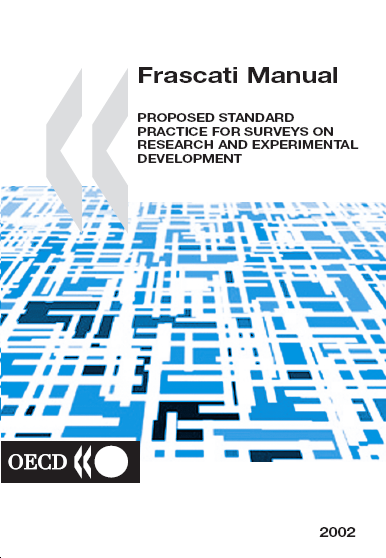 Frascati Manual
PROPOSED STANDARD
PRACTICE FOR SURVEYS ON
RESEARCH AND EXPERIMENTAL
DEVELOPMENT
OECD
2002